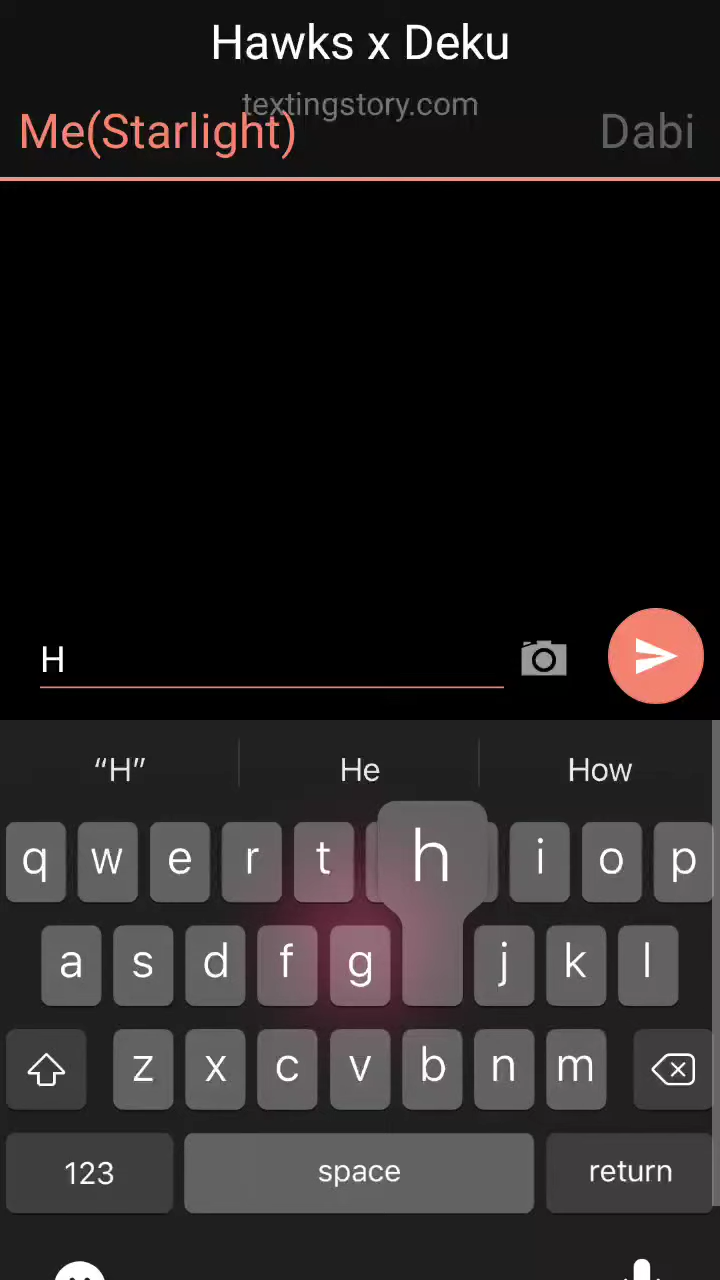 Hawks x Deku
textingstory.com
Me(Starlight) Dabi
H
“H” He How
q w e r t h i o p
a s d f g j k l
z x c v b n m
123 space return